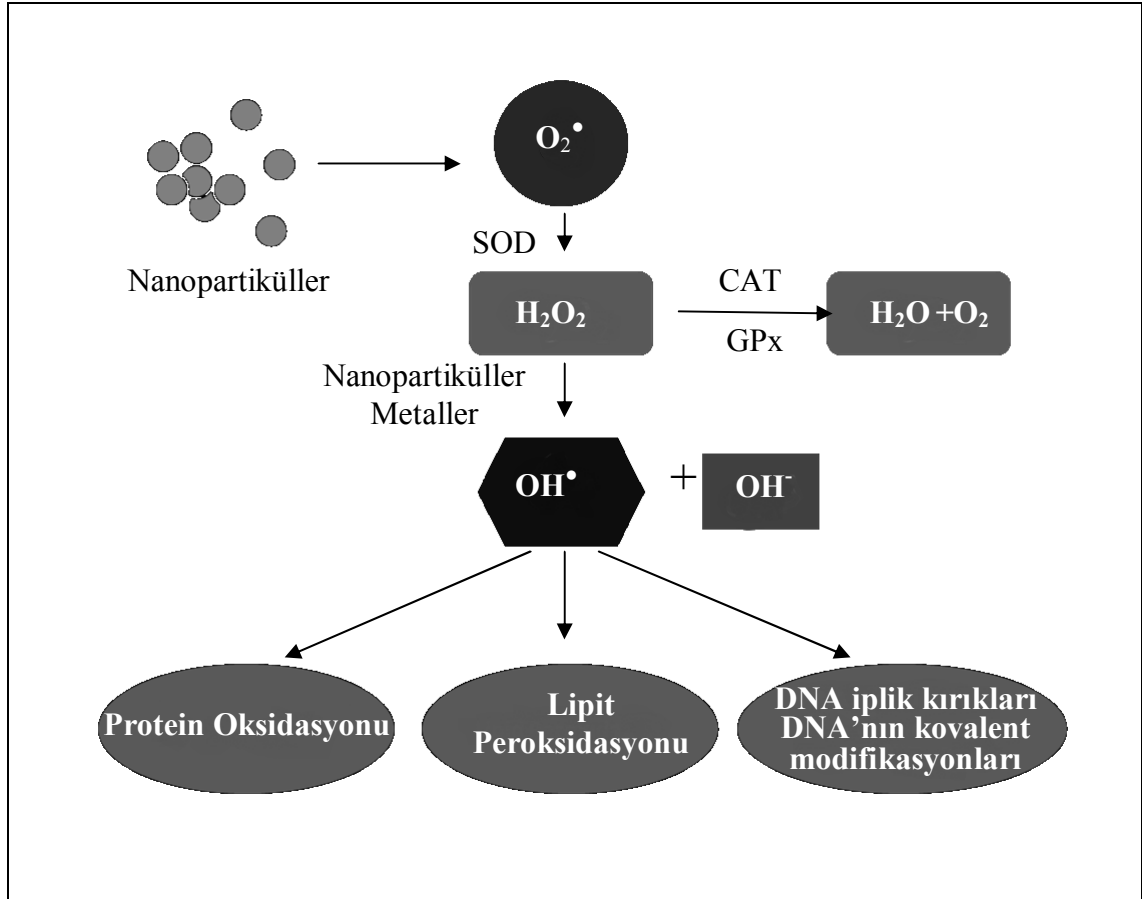 O₂•
SOD
Nanopartiküller
CAT
H₂O₂
H₂O +O₂
GPx
Nanopartiküller
Metaller
OH•
+
OH⁻
Protein Oksidasyonu
Lipit
Peroksidasyonu
DNA iplik kırıkları
DNA’nın kovalent
modifikasyonları